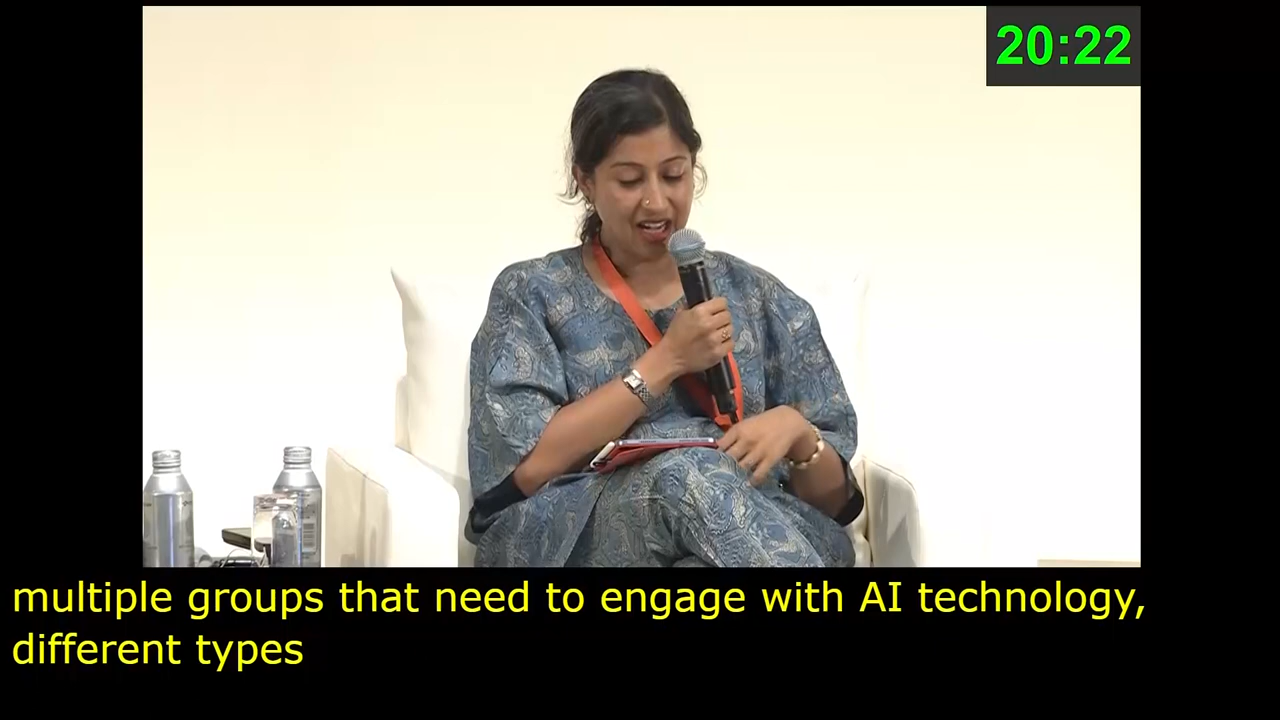 20:22
multiple groups that need to engage with AI technology,
different types